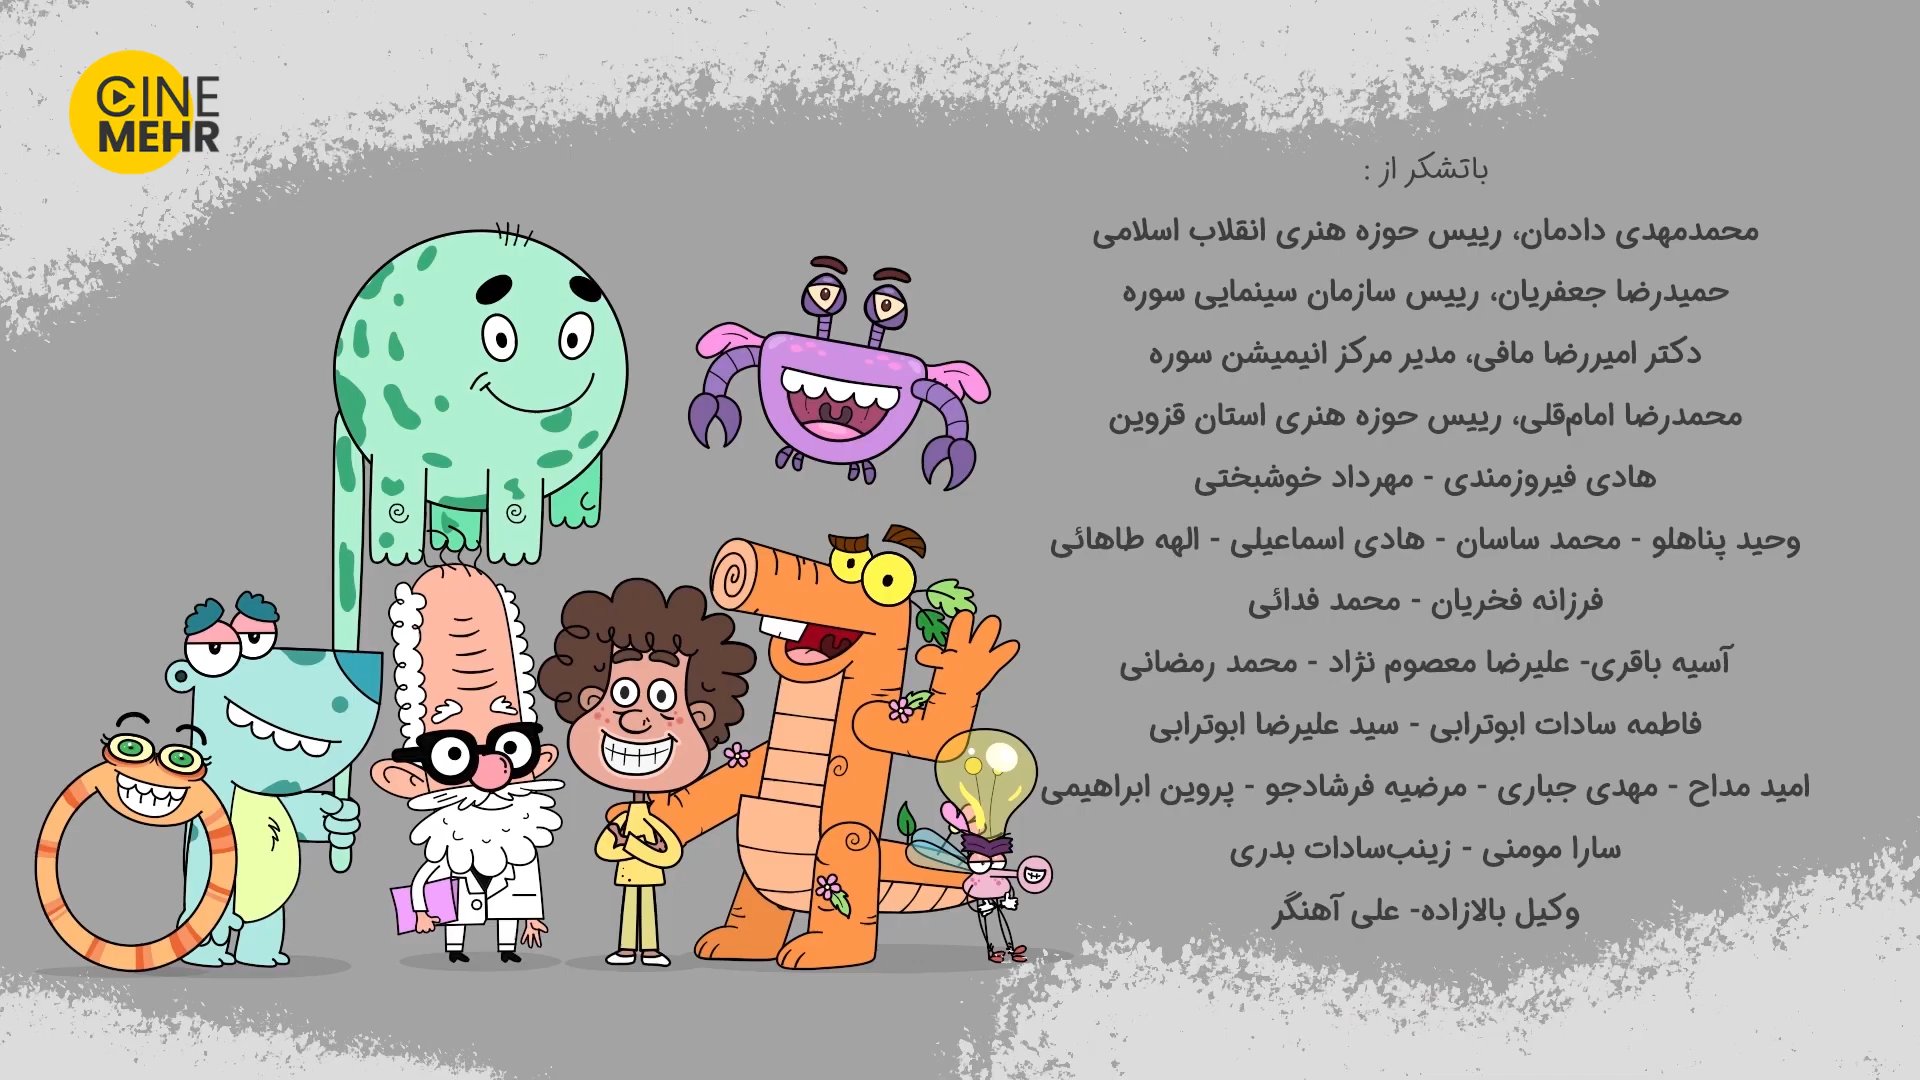 CINE
MEHR
باتشکر از :
محمدمهدی دادمان، رییس حوزه هنری انقلاب اسلامی
حمیدرضا جعفریان، رییس سازمان سینمایی سوره
دکتر امیررضا مافی، مدیر مرکز انیمیشن سوره
محمدرضا امام‌قلی، رییس حوزه هنری استان قزوین
هادی فیروزمندی - مهرداد خوشبختی
وحید پناهلو - محمد ساسان - هادی اسماعیلی - الهه طاهائی
فرزانه فخریان - محمد فدائی
آسیه باقری- علیرضا معصوم نژاد - محمد رمضانی
فاطمه سادات ابوترابی - سید علیرضا ابوترابی
امید مداح - مهدی جباری - مرضیه فرشادجو - پروین ابراهیمی
سارا مومنی - زینب‌سادات بدری
وکیل بالازاده- علی آهنگر